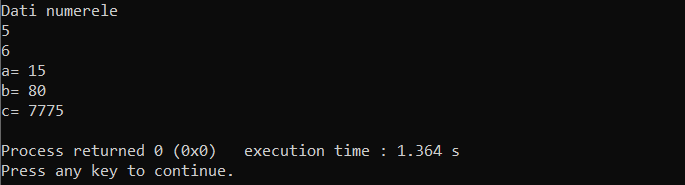 Dati numerele
5
6
a= 15
b= 80
c= 7775
Process returned 0 (0x0)   execution time : 1.364 s
Press any key to continue.